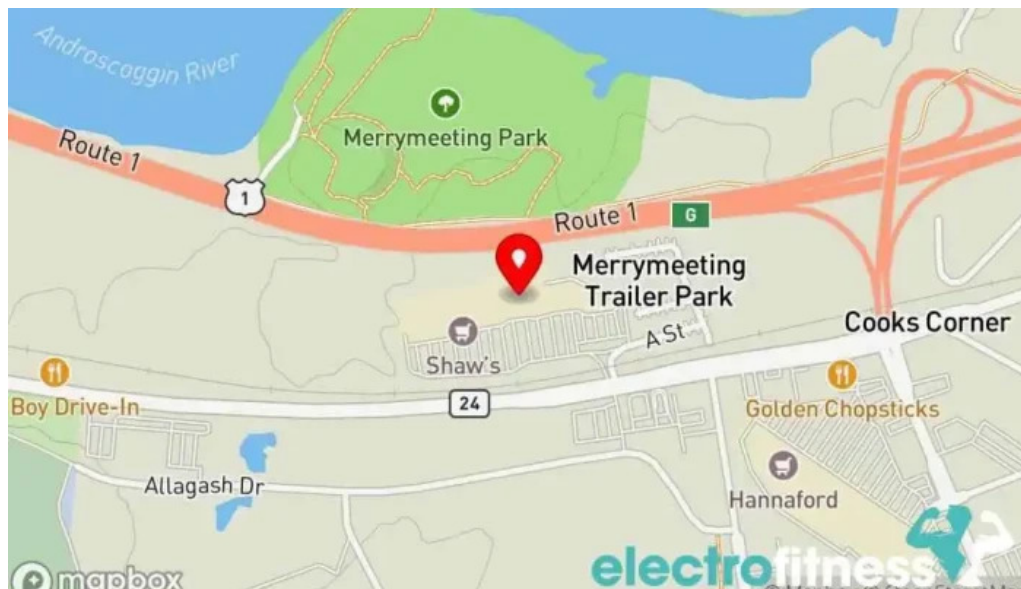 Androscoggin River
Merrymeeting Park
Route 1
1
Route 1
G
Merrymeeting
Trailer Park
Cooks Corner
A St
Shaw's
24
Boy Drive-In
Golden Chopsticks
Allagash Dr
Hannaford
electrofitness
mapbox